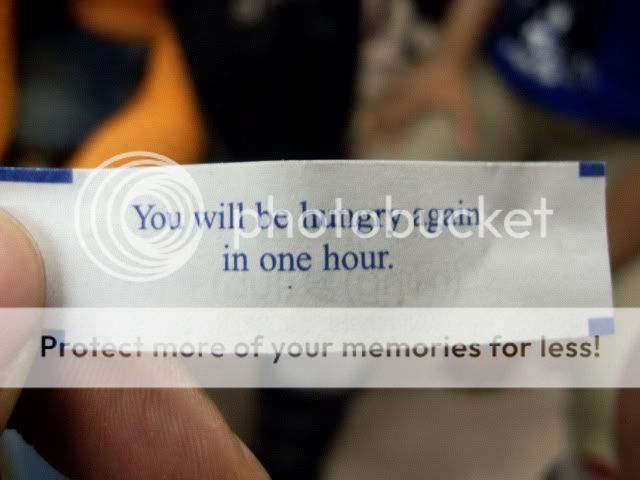 You will be hungry again
in one hour.
photobucket
Protect more of your memories for less!